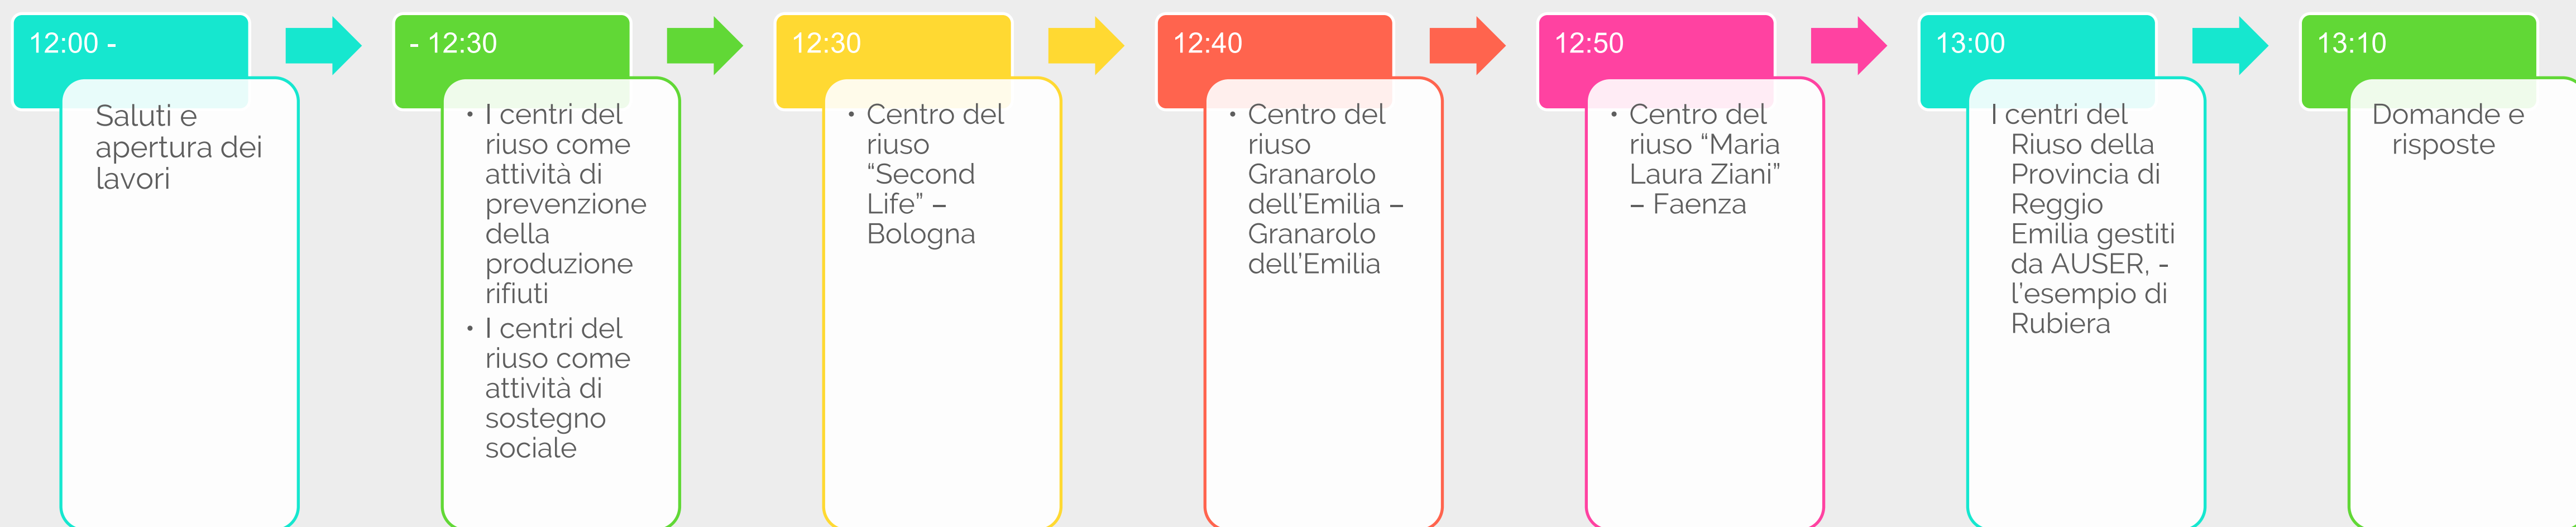 12:00 -
Saluti e
apertura dei
lavori
- 12:30
• I centri del
riuso come
attività di
prevenzione
della
produzione
rifiuti
• I centri del
riuso come
attività di
sostegno
sociale
12:30
• Centro del
riuso
“Second
Life” –
Bologna
12:40
• Centro del
riuso
Granarolo
dell’Emilia –
Granarolo
dell’Emilia
12:50
• Centro del
riuso “Maria
Laura Ziani”
– Faenza
13:00
I centri del
Riuso della
Provincia di
Reggio
Emilia gestiti
da AUSER, -
l’esempio di
Rubiera
13:10
Domande e
risposte